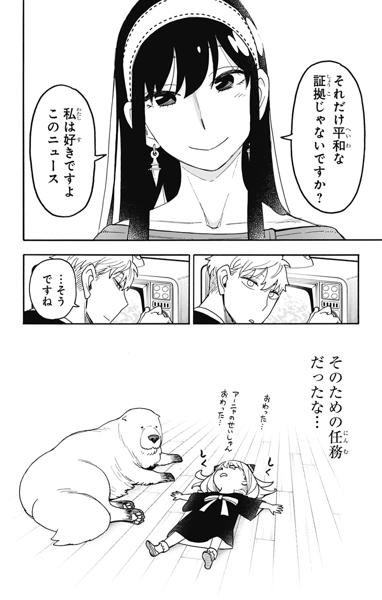 それだけ平和な
証拠じゃないですか？
私は好きですよ
このニュース
…そう
ですね
そのための任務
だったな…
おわった…
アーニャのせいしゅん
おわった…
しく
しく